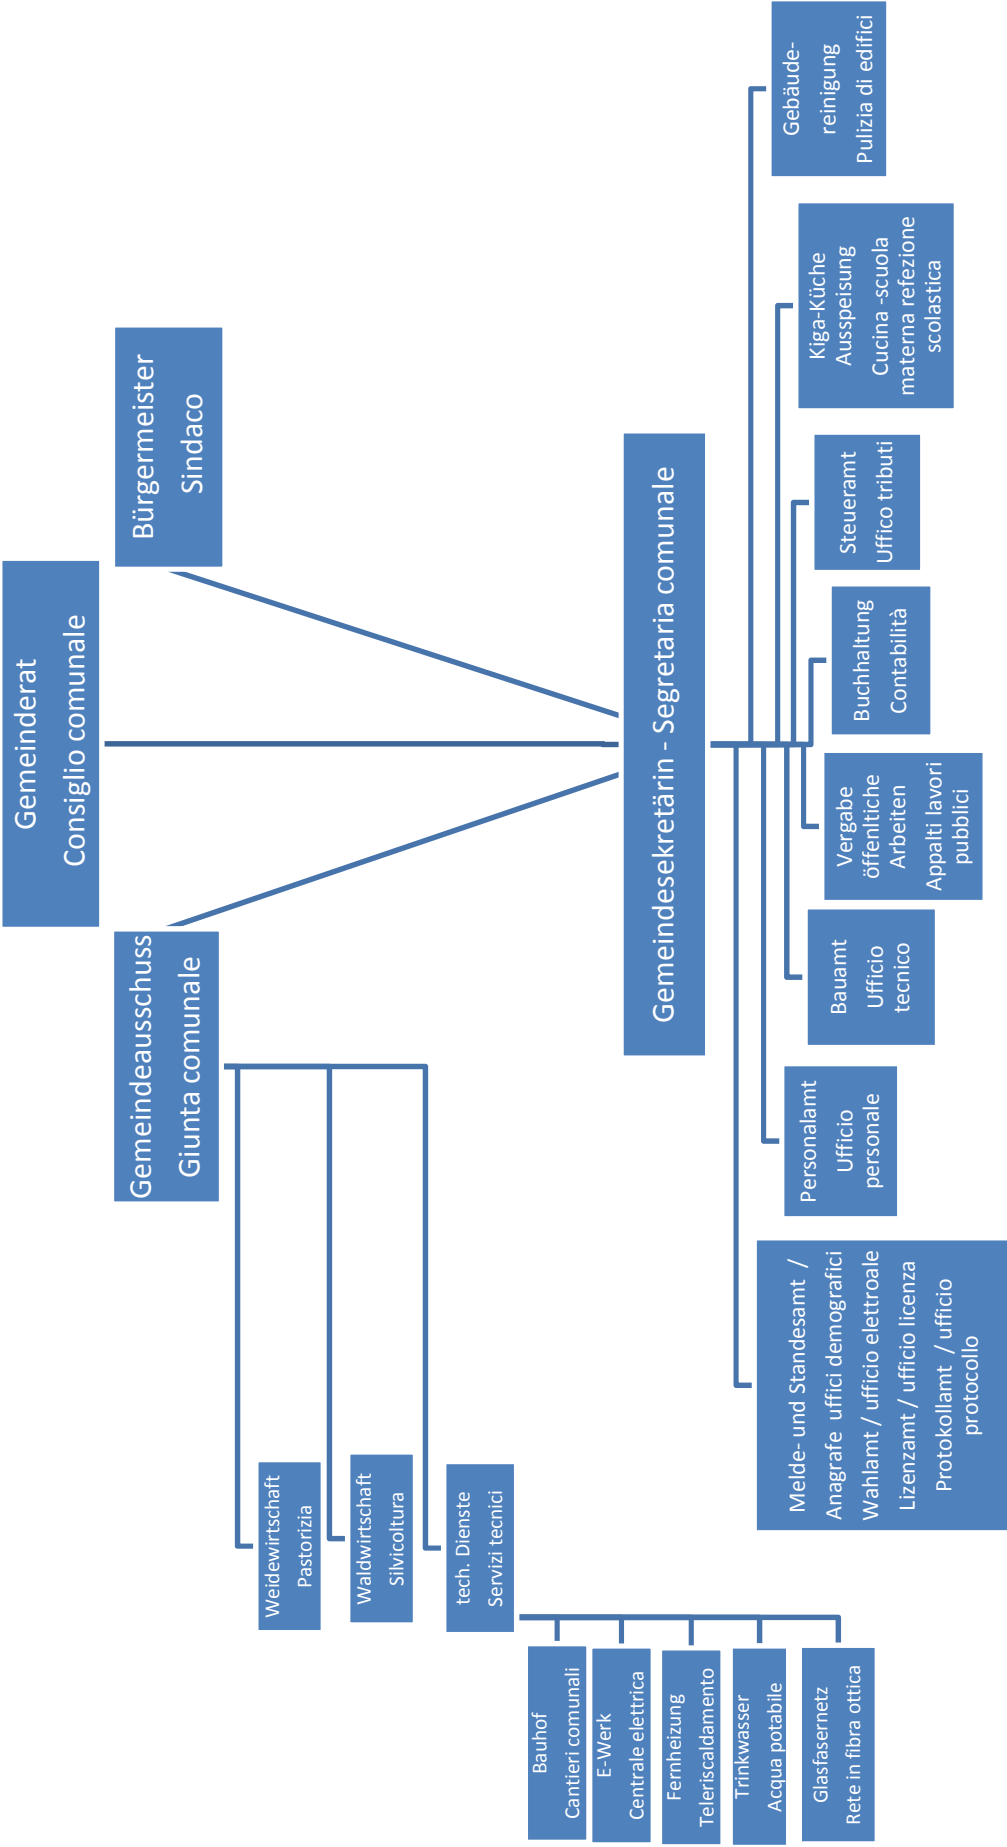 Gemeinderat
Consiglio comunale
Gemeindeausschuss
Giunta comunale
Bürgermeister
Sindaco
Weidewirtschaft
Pastorizia
Waldwirtschaft
Silvicoltura
tech. Dienste
Servizi tecnici
Bauhof
Cantieri comunali
E-Werk
Centrale elettrica
Fernheizung
Teleriscaldamento
Trinkwasser
Acqua potabile
Glasfasernetz
Rete in fibra ottica
Gemeindesekretärin - Segretaria comunale
Melde- und Standesamt /
Anagrafe uffici demografici
Wahlamt / ufficio elettroale
Lizenzamt / ufficio licenza
Protokollamt / ufficio
protocollo
Personalamt
Ufficio
personale
Bauamt
Ufficio
tecnico
Vergabe
öffenltiche
Arbeiten
Appalti lavori
pubblici
Buchhaltung
Contabilità
Steueramt
Uffico tributi
Kiga-Küche
Ausspeisung
Cucina -scuola
materna refezione
scolastica
Gebäude-
reinigung
Pulizia di edifici